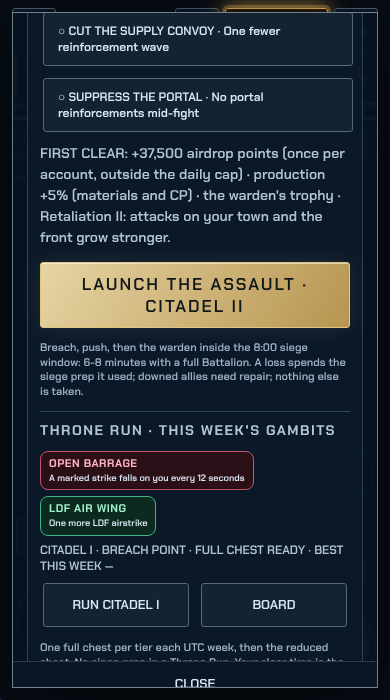 ○ CUT THE SUPPLY CONVOY · One fewer
reinforcement wave
○ SUPPRESS THE PORTAL · No portal
reinforcements mid-fight
FIRST CLEAR: +37,500 airdrop points (once per
account, outside the daily cap) · production
+5% (materials and CP) · the warden's trophy ·
Retaliation II: attacks on your town and the
front grow stronger.
LAUNCH THE ASSAULT ·
CITADEL II
Breach, push, then the warden inside the 8:00 siege
window: 6-8 minutes with a full Battalion. A loss spends the
siege prep it used; downed allies need repair; nothing else
is taken.
THRONE RUN · THIS WEEK'S GAMBITS
OPEN BARRAGE
A marked strike falls on you every 12 seconds
LDF AIR WING
One more LDF airstrike
CITADEL I · BREACH POINT · FULL CHEST READY · BEST
THIS WEEK —
RUN CITADEL I
BOARD
One full chest per tier each UTC week, then the reduced
CLOSE